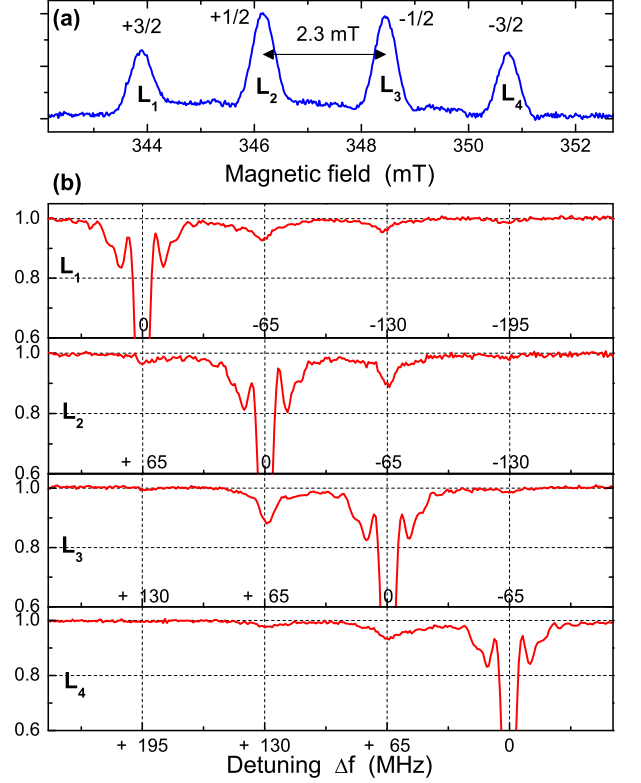 (a)
+3/2
+1/2
2.3 mT
-1/2
-3/2
L1
L2
L3
L4
344
346
348
350
352
Magnetic field (mT)
(b)
1.0
0.8
0.6
L1
0
-65
-130
-195
1.0
0.8
0.6
L2
+ 65
0
-65
-130
1.0
0.8
0.6
L3
+ 130
+ 65
0
-65
1.0
0.8
0.6
L4
+ 195
+ 130
+ 65
0
Detuning Δf (MHz)